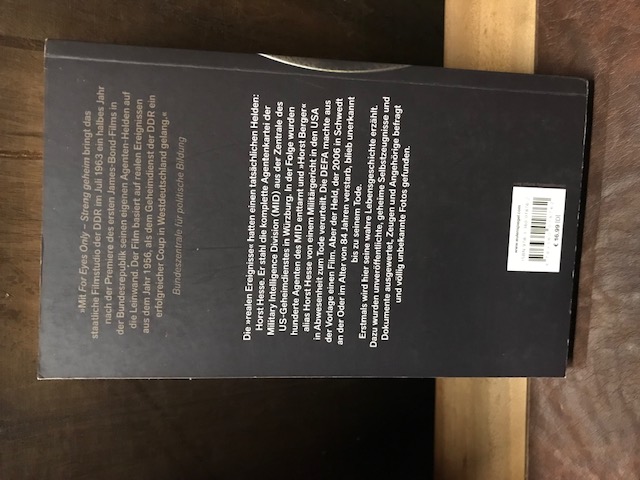 »Mit For Eyes Only – Streng geheim bringt das
staatliche Filmstudio der DDR im Juli 1963 ein halbes Jahr
nach der Premiere des ersten James-Bond-Films in
der Bundesrepublik seinen eigenen Agenten-Helden auf
die Leinwand. Der Film basiert auf realen Ereignissen
aus dem Jahr 1956, als dem Geheimdienst der DDR ein
erfolgreicher Coup in Westdeutschland gelang.«
Bundeszentrale für politische Bildung
Die »realen Ereignisse« hatten einen tatsächlichen Helden:
Horst Hesse. Er stahl die komplette Agentenkartei der
Military Intelligence Division (MID) aus der Zentrale des
US-Geheimdienstes in Würzburg. In der Folge wurden
hunderte Agenten des MID enttarnt und »Horst Berger«
alias Horst Hesse von einem Militärgericht in den USA
in Abwesenheit zum Tode verurteilt. Die DEFA machte aus
der Vorlage einen Film. Aber der Held, der 2006 in Schwedt
an der Oder im Alter von 84 Jahren verstarb, blieb unerkannt
bis zu seinem Tode.
Erstmals wird hier seine wahre Lebensgeschichte erzählt.
Dazu wurden unveröffentlichte, geheime Selbstzeugnisse und
Dokumente ausgewertet, Zeugen und Angehörige befragt
und völlig unbekannte Fotos gefunden.
€ 16,99 (D)